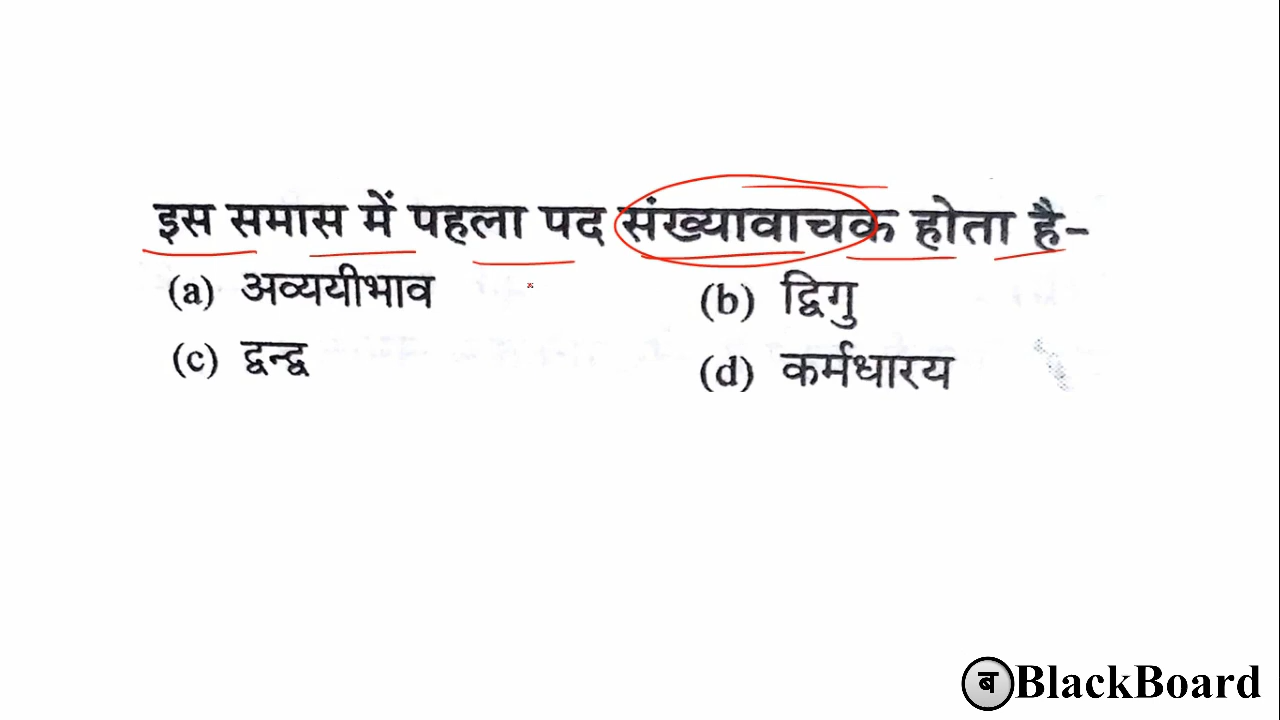 इस समास में पहला पद संख्यावाचक होता है-
(a) अव्ययीभाव (b) द्विगु
(c) द्वन्द्व (d) कर्मधारय
ब BlackBoard